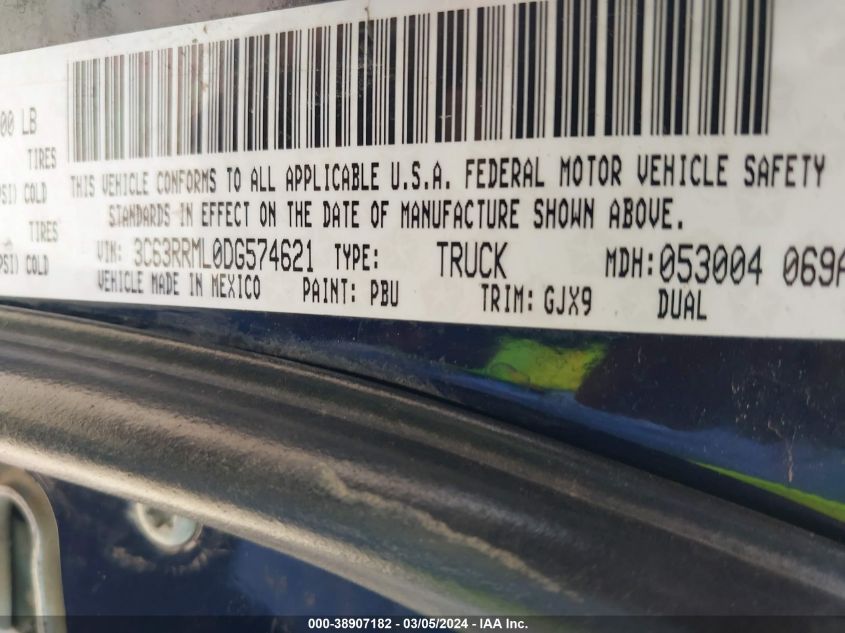 00 LB
TIRES
PSI) COLD
TIRES
PSI) COLD
THIS VEHICLE CONFORMS TO ALL APPLICABLE U.S.A. FEDERAL MOTOR VEHICLE SAFETY
STANDARDS IN EFFECT ON THE DATE OF MANUFACTURE SHOWN ABOVE.
VIN: 3C63RRML0DG574621 TYPE: TRUCK MDH: 053004 069A
VEHICLE MADE IN MEXICO PAINT: PBU TRIM: GJX9 DUAL
000-38907182 - 03/05/2024 - IAA Inc.